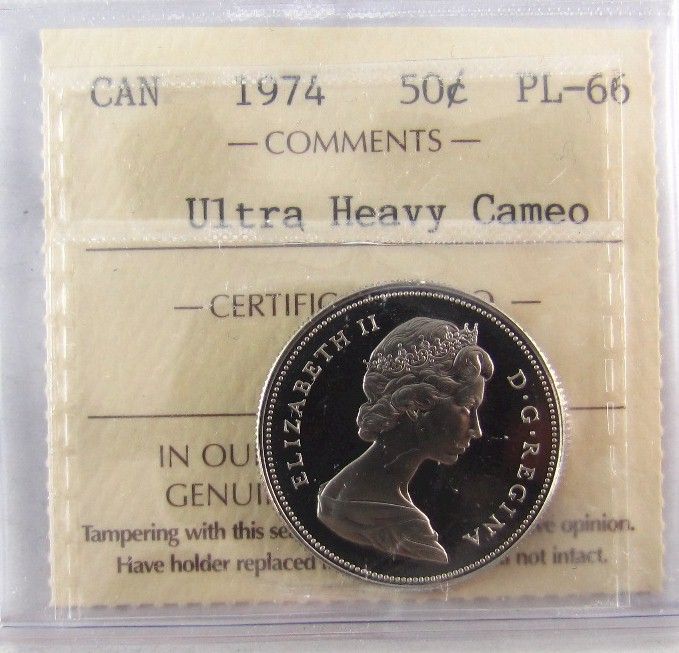 CAN 1974 50¢ PL-66
— COMMENTS —
Ultra Heavy Cameo
— CERTIFIC O —
ELIZABETH II D·G·REGINA
IN OU
GENUI
Tampering with this se ve opinion.
Have holder replaced not intact.